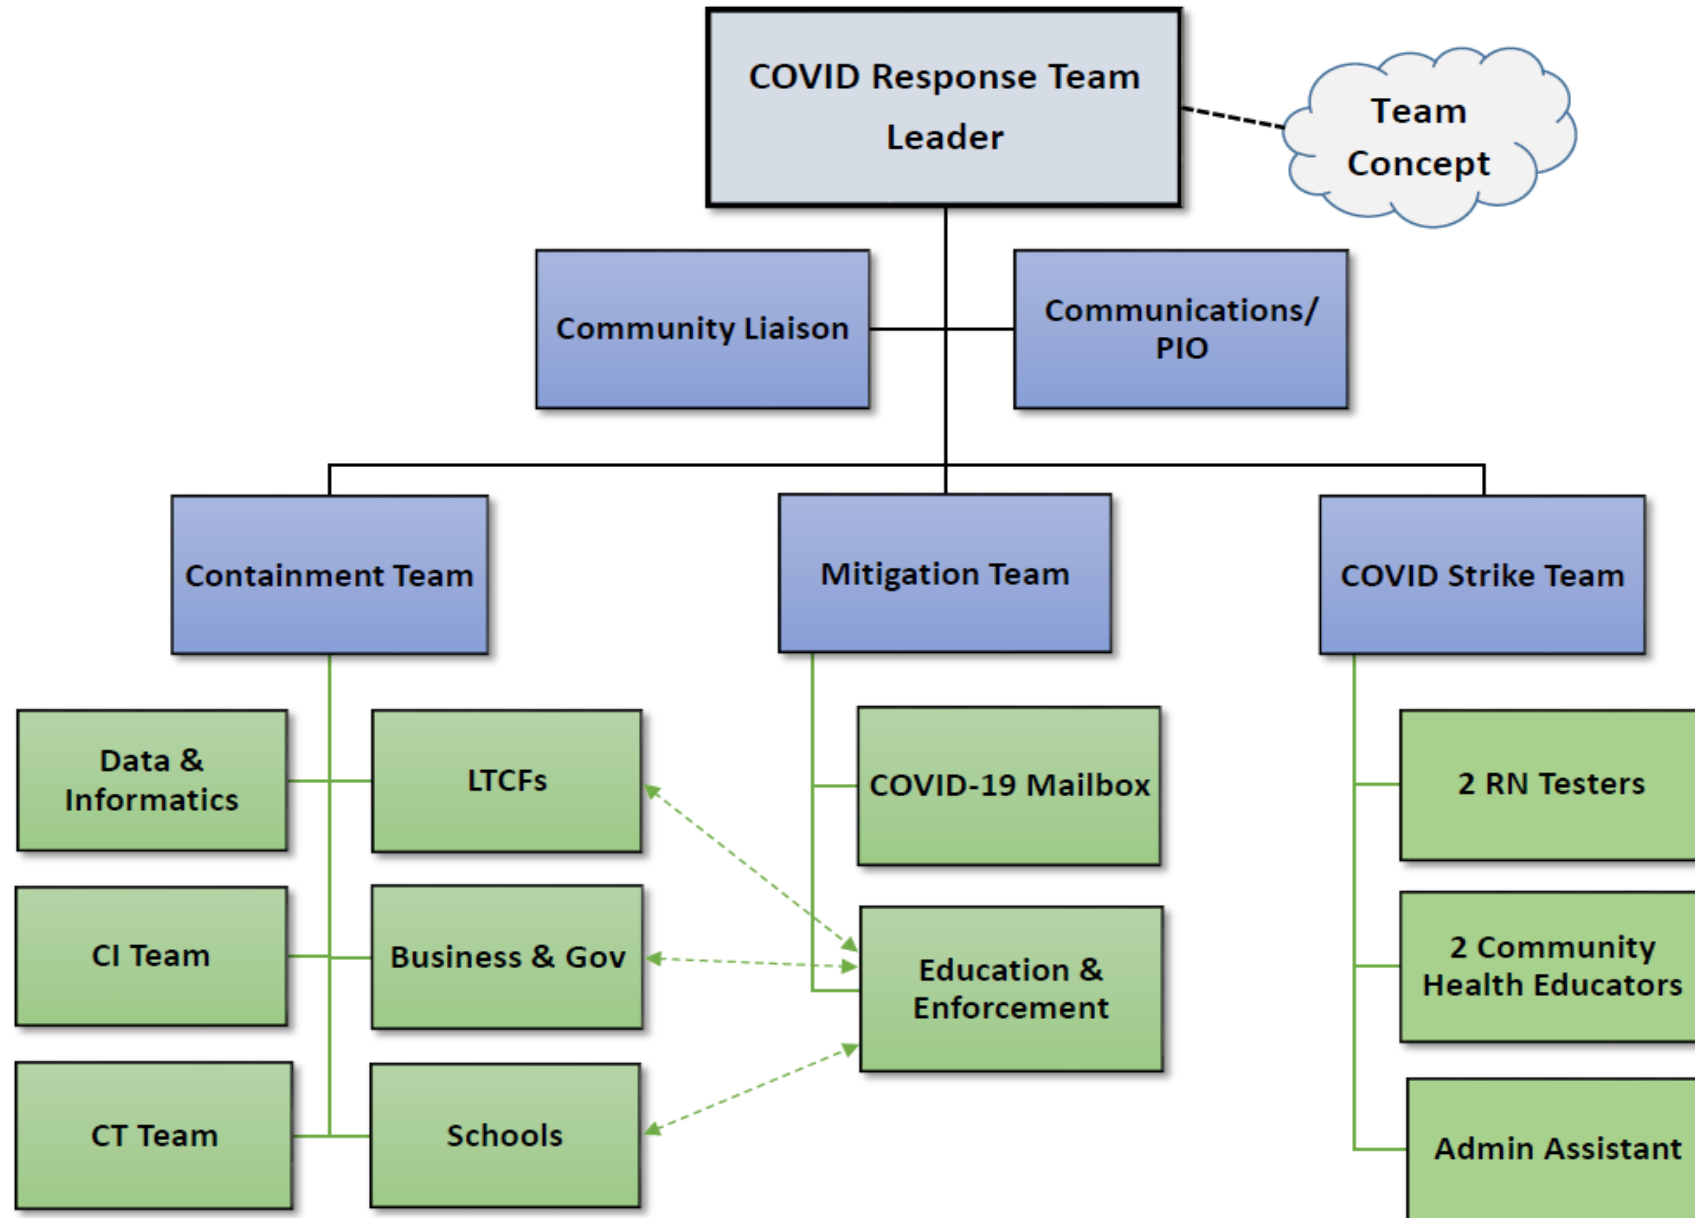 COVID Response Team
Leader
Team
Concept
Community Liaison
Communications/
PIO
Containment Team
Mitigation Team
COVID Strike Team
Data &
Informatics
LTCFs
COVID-19 Mailbox
2 RN Testers
CI Team
Business & Gov
Education &
Enforcement
2 Community
Health Educators
CT Team
Schools
Admin Assistant